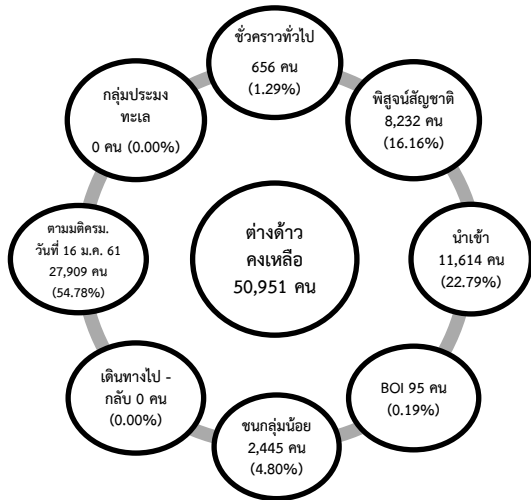 ชั่วคราวทั่วไป
656 คน
(1.29%)
พิสูจน์สัญชาติ
8,232 คน
(16.16%)
นำเข้า
11,614 คน
(22.79%)
BOI 95 คน
(0.19%)
ชนกลุ่มน้อย
2,445 คน
(4.80%)
เดินทางไป -
กลับ 0 คน
(0.00%)
ตามมติครม.
วันที่ 16 ม.ค. 61
27,909 คน
(54.78%)
กลุ่มประมง
ทะเล
0 คน (0.00%)
ต่างด้าว
คงเหลือ
50,951 คน